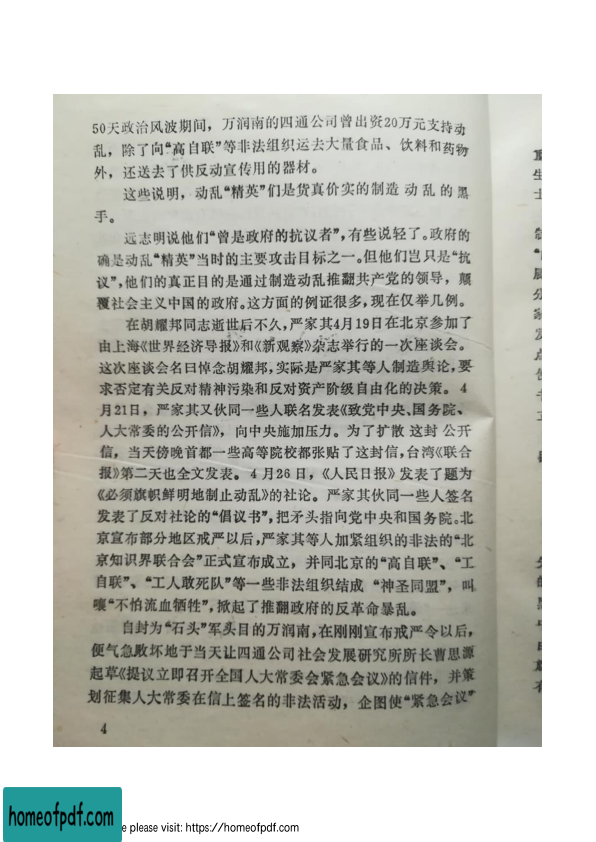 50天政治风波期间，万润南的四通公司曾出资20万元支持动
乱，除了向“高自联”等非法组织运去大量食品、饮料和药物
外，还送去了供反动宣传用的器材。
这些说明，动乱“精英”们是货真价实的制造动乱的黑
手。
远志明说他们“曾是政府的抗议者”，有些说轻了。政府的
确是动乱“精英”当时的主要攻击目标之一。但他们岂只是“抗
议”，他们的真正目的是通过制造动乱推翻共产党的领导，颠
覆社会主义中国的政府。这方面的例证很多，现在仅举几例。
在胡耀邦同志逝世后不久，严家其4月19日在北京参加了
由上海《世界经济导报》和《新观察》杂志举行的一次座谈会。
这次座谈会名曰悼念胡耀邦，实际是严家其等人制造舆论，要
求否定有关反对精神污染和反对资产阶级自由化的决策。4
月21日，严家其又伙同一些人联名发表《致党中央、国务院、
人大常委的公开信》，向中央施加压力。为了扩散这封公开
信，当天傍晚首都一些高等院校都张贴了这封信，台湾《联合
报》第二天也全文发表。4月26日，《人民日报》发表了题为
《必须旗帜鲜明地制止动乱》的社论。严家其伙同一些人签名
发表了反对社论的“倡议书”，把矛头指向党中央和国务院。北
京宣布部分地区戒严以后，严家其等人加紧组织的非法的“北
京知识界联合会”正式宣布成立，并同北京的“高自联”、“工
自联”、“工人敢死队”等一些非法组织结成“神圣同盟”，叫
嚷“不怕流血牺牲”，掀起了推翻政府的反革命暴乱。
自封为“石头”军头目的万润南，在刚刚宣布戒严令以后，
便气急败坏地于当天让四通公司社会发展研究所所长曹思源
起草《提议立即召开全国人大常委会紧急会议》的信件，并策
划征集人大常委在信上签名的非法活动，企图使“紧急会议”
4
homeofpdf.com
e please visit: https://homeofpdf.com